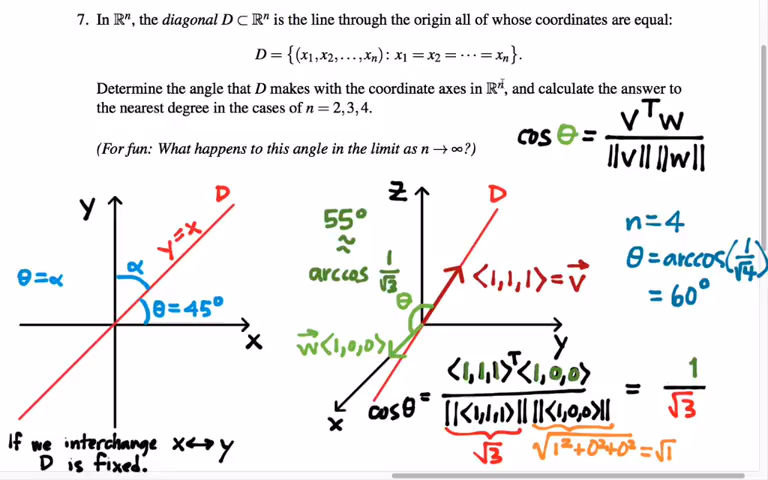 7. In ℝⁿ, the diagonal D ⊂ ℝⁿ is the line through the origin all of whose coordinates are equal:
D = {(x₁,x₂,…,xₙ) : x₁ = x₂ = ⋯ = xₙ}.
Determine the angle that D makes with the coordinate axes in ℝⁿ, and calculate the answer to
the nearest degree in the cases of n = 2,3,4.
(For fun: What happens to this angle in the limit as n → ∞?)
cos θ = vᵀw / ||v|| ||w||
Y
D
y=x
α
θ=α
θ=45°
X
If we interchange x↔y
D is fixed.
Z
D
55°
≈
arccos 1/√3
θ
<1,1,1>=v⃗
w⃗<1,0,0>
Y
X
cosθ = <1,1,1>ᵀ<1,0,0> / ||<1,1,1>|| ||<1,0,0>|| = 1/√3
√3
√1²+0²+0² = √1
n=4
θ=arccos(1/√4)
= 60°